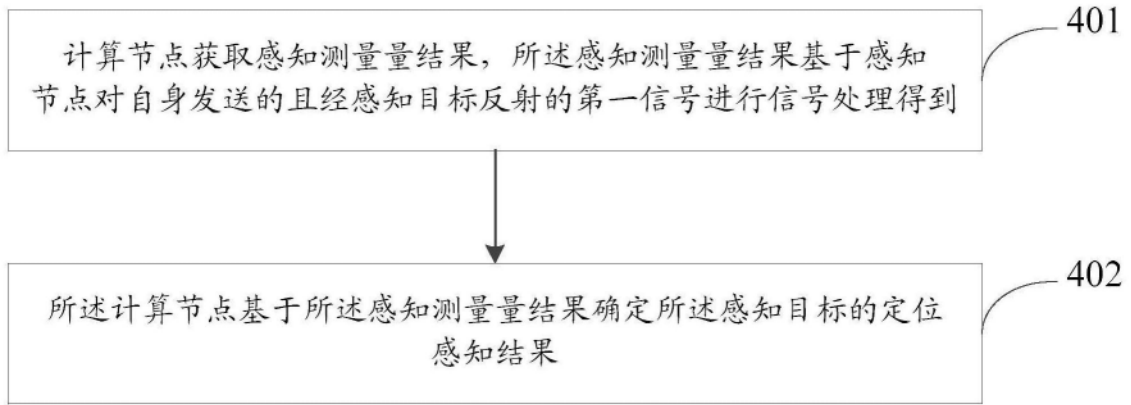 401
计算节点获取感知测量量结果，所述感知测量量结果基于感知
节点对自身发送的且经感知目标反射的第一信号进行信号处理得到
402
所述计算节点基于所述感知测量量结果确定所述感知目标的定位
感知结果